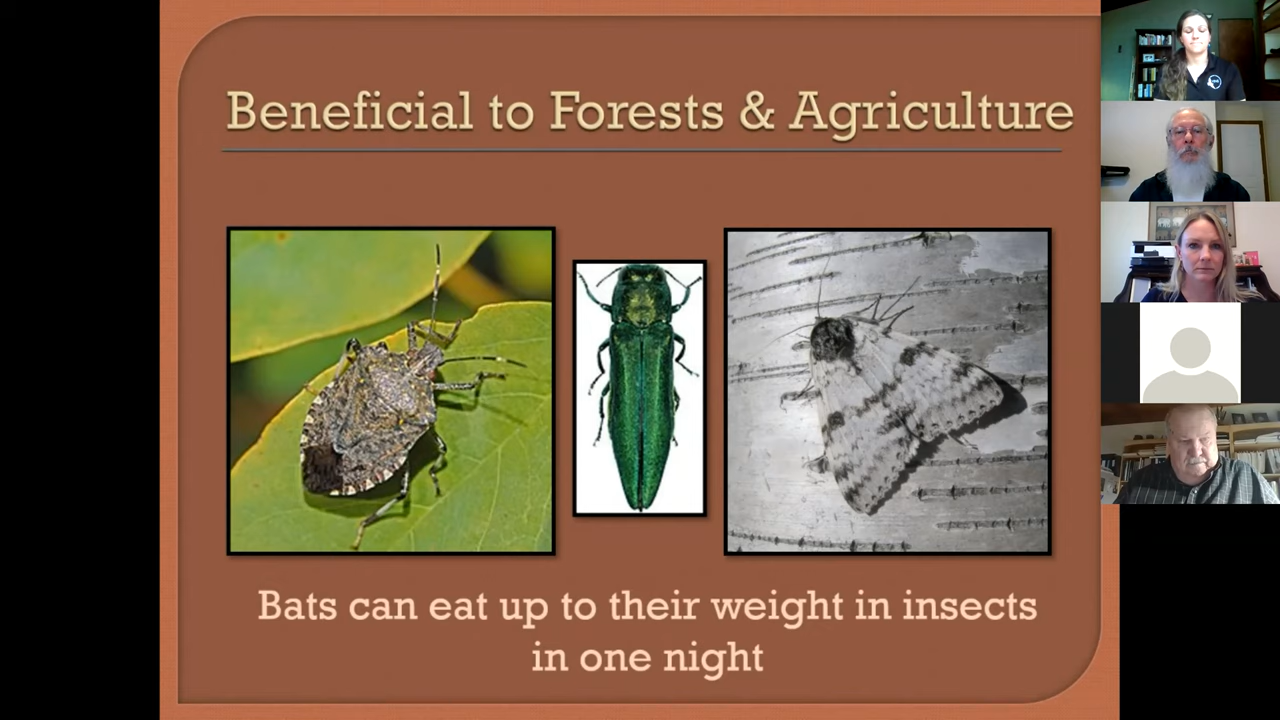 Beneficial to Forests & Agriculture
Bats can eat up to their weight in insects
in one night